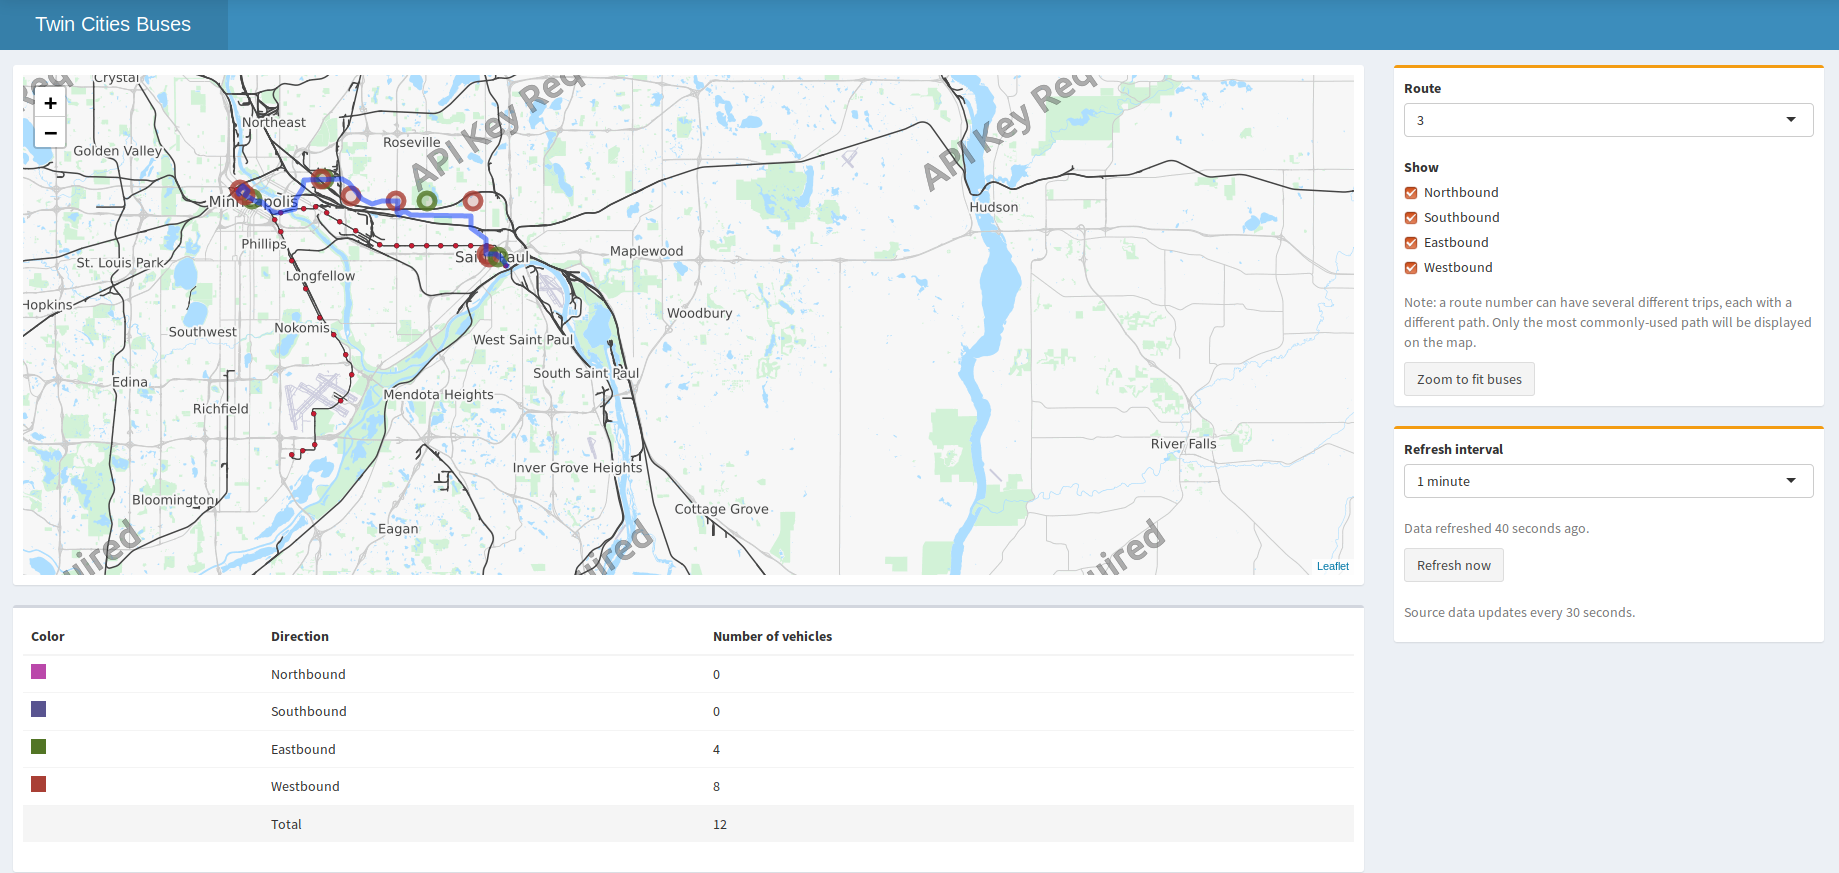 Twin Cities Buses
+
−
Crystal
Northeast
Golden Valley
Roseville
API Key Req
API Key Req
Minneapolis
Hudson
Phillips
St. Louis Park
Saint Paul
Maplewood
Longfellow
Hopkins
Woodbury
Southwest
Nokomis
West Saint Paul
South Saint Paul
Edina
Richfield
Mendota Heights
River Falls
Inver Grove Heights
Bloomington
Cottage Grove
Eagan
uired
uired
uired
Leaflet
Route
3
Show
Northbound
Southbound
Eastbound
Westbound
Note: a route number can have several different trips, each with a
different path. Only the most commonly-used path will be displayed
on the map.
Zoom to fit buses
Refresh interval
1 minute
Data refreshed 40 seconds ago.
Refresh now
Source data updates every 30 seconds.
Color Direction Number of vehicles
Northbound 0
Southbound 0
Eastbound 4
Westbound 8
Total 12